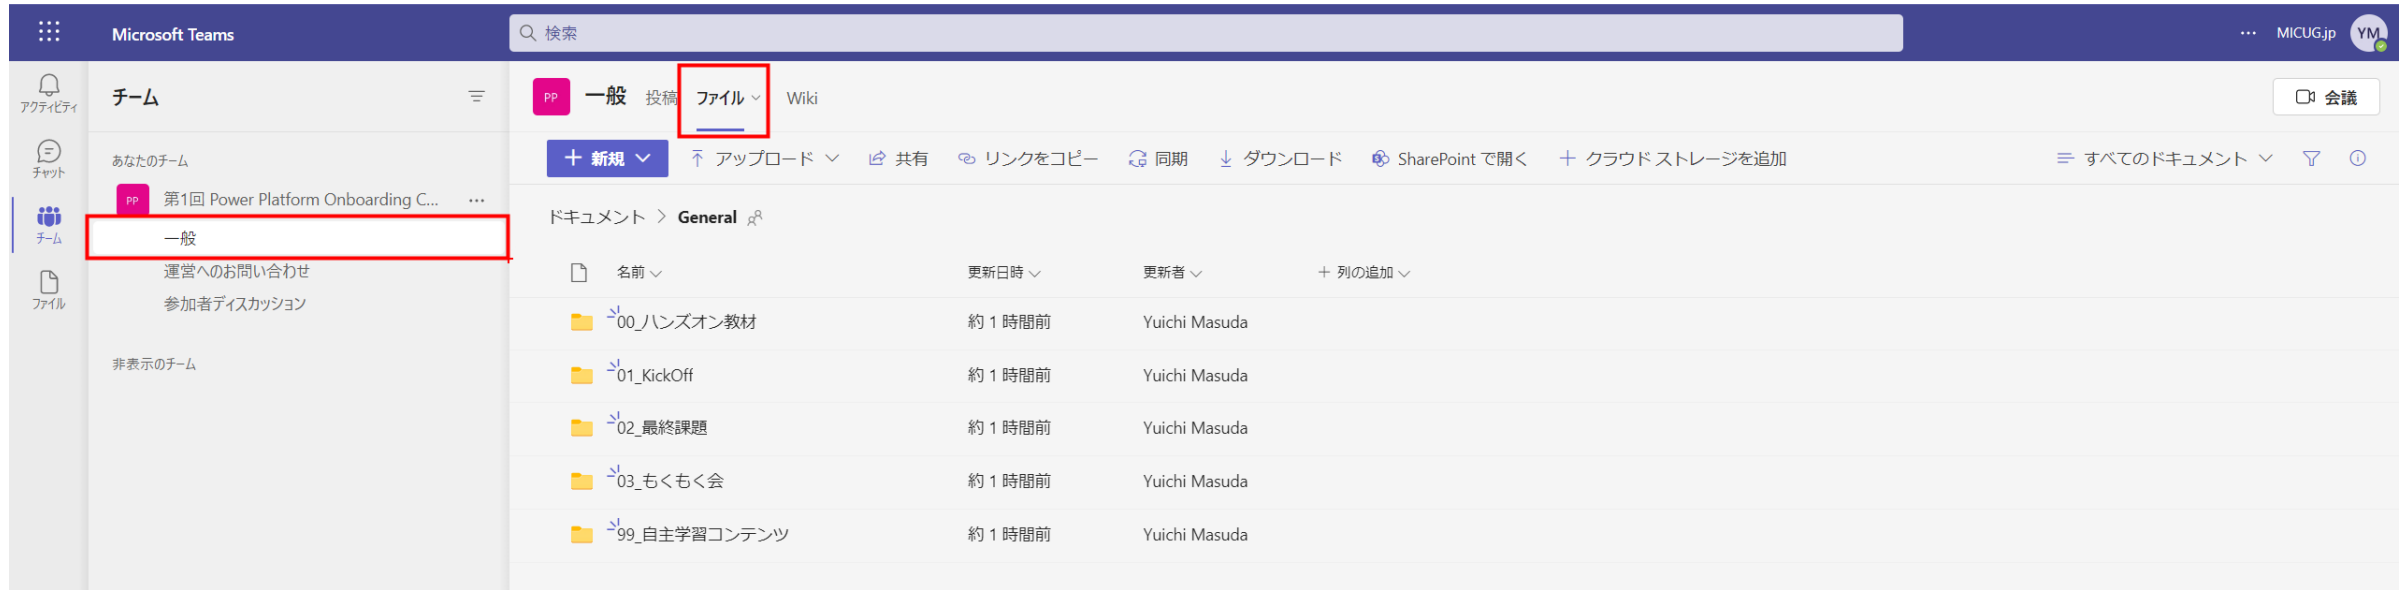 Microsoft Teams
検索
MICUG.jp
YM
アクティビティ
チャット
チーム
ファイル
チーム
あなたのチーム
PP 第1回 Power Platform Onboarding C...
一般
運営へのお問い合わせ
参加者ディスカッション
非表示のチーム
PP 一般 投稿 ファイル Wiki
会議
新規 アップロード 共有 リンクをコピー 同期 ダウンロード SharePoint で開く クラウド ストレージを追加 すべてのドキュメント
ドキュメント > General
名前 更新日時 更新者 + 列の追加
00_ハンズオン教材 約 1 時間前 Yuichi Masuda
01_KickOff 約 1 時間前 Yuichi Masuda
02_最終課題 約 1 時間前 Yuichi Masuda
03_もくもく会 約 1 時間前 Yuichi Masuda
99_自主学習コンテンツ 約 1 時間前 Yuichi Masuda